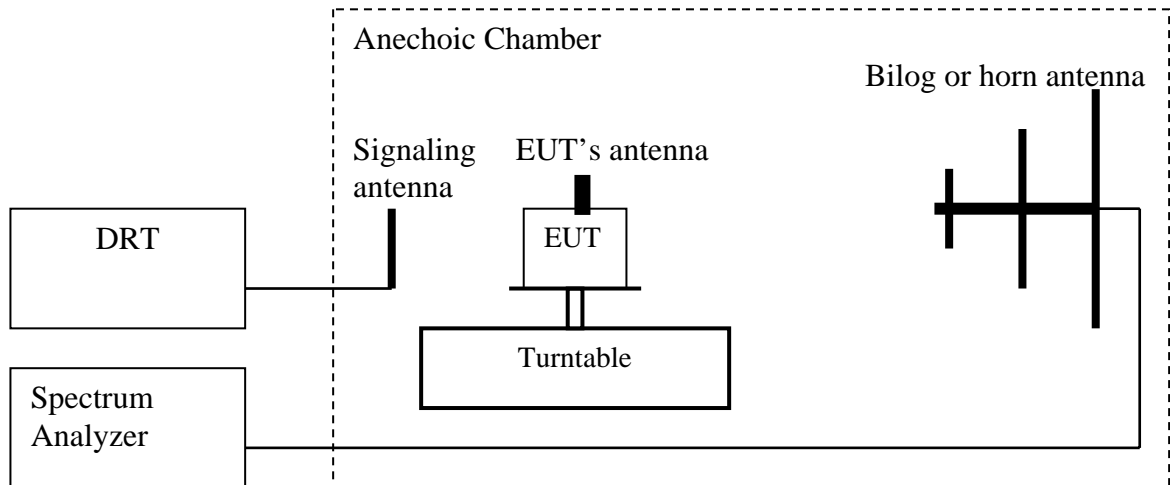 Anechoic Chamber
Bilog or horn antenna
Signaling
antenna
EUT’s antenna
DRT
EUT
Turntable
Spectrum
Analyzer